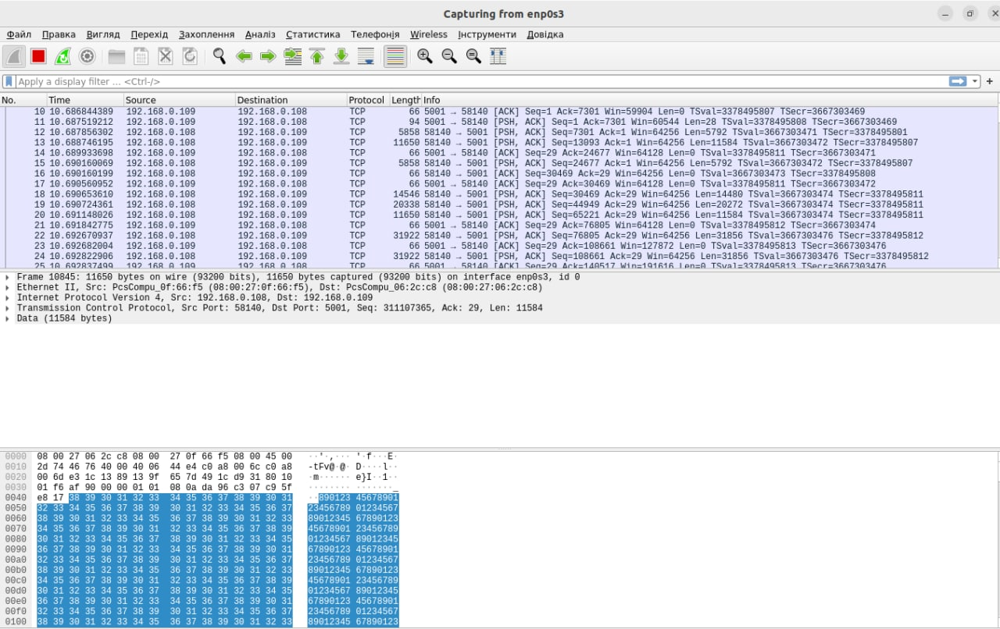 Capturing from enp0s3
Файл Правка Вигляд Перехід Захоплення Аналіз Статистика Телефонія Wireless Інструменти Довідка
Apply a display filter … <Ctrl-/>
No. Time Source Destination Protocol Length Info
10 10.686844389 192.168.0.109 192.168.0.108 TCP 66 5001 → 58140 [ACK] Seq=1 Ack=7301 Win=59904 Len=0 TSval=3378495807 TSecr=3667303469
11 10.687519212 192.168.0.109 192.168.0.108 TCP 94 5001 → 58140 [PSH, ACK] Seq=1 Ack=7301 Win=60544 Len=28 TSval=3378495808 TSecr=3667303469
12 10.687856302 192.168.0.108 192.168.0.109 TCP 5858 58140 → 5001 [PSH, ACK] Seq=7301 Ack=1 Win=64256 Len=5792 TSval=3667303471 TSecr=3378495801
13 10.688746195 192.168.0.108 192.168.0.109 TCP 11650 58140 → 5001 [PSH, ACK] Seq=13093 Ack=1 Win=64256 Len=11584 TSval=3667303472 TSecr=3378495807
14 10.689933698 192.168.0.109 192.168.0.108 TCP 66 5001 → 58140 [ACK] Seq=29 Ack=24677 Win=64128 Len=0 TSval=3378495811 TSecr=3667303471
15 10.690160069 192.168.0.108 192.168.0.109 TCP 5858 58140 → 5001 [PSH, ACK] Seq=24677 Ack=1 Win=64256 Len=5792 TSval=3667303472 TSecr=3378495807
16 10.690160199 192.168.0.108 192.168.0.109 TCP 66 58140 → 5001 [ACK] Seq=30469 Ack=29 Win=64256 Len=0 TSval=3667303473 TSecr=3378495808
17 10.690560952 192.168.0.109 192.168.0.108 TCP 66 5001 → 58140 [ACK] Seq=29 Ack=30469 Win=64128 Len=0 TSval=3378495811 TSecr=3667303472
18 10.690653610 192.168.0.108 192.168.0.109 TCP 14546 58140 → 5001 [PSH, ACK] Seq=30469 Ack=29 Win=64256 Len=14480 TSval=3667303474 TSecr=3378495811
19 10.690724361 192.168.0.108 192.168.0.109 TCP 20338 58140 → 5001 [PSH, ACK] Seq=44949 Ack=29 Win=64256 Len=20272 TSval=3667303474 TSecr=3378495811
20 10.691148026 192.168.0.108 192.168.0.109 TCP 11650 58140 → 5001 [PSH, ACK] Seq=65221 Ack=29 Win=64256 Len=11584 TSval=3667303474 TSecr=3378495811
21 10.691842775 192.168.0.109 192.168.0.108 TCP 66 5001 → 58140 [ACK] Seq=29 Ack=76805 Win=64128 Len=0 TSval=3378495812 TSecr=3667303474
22 10.692670937 192.168.0.108 192.168.0.109 TCP 31922 58140 → 5001 [PSH, ACK] Seq=76805 Ack=29 Win=64256 Len=31856 TSval=3667303476 TSecr=3378495812
23 10.692682004 192.168.0.109 192.168.0.108 TCP 66 5001 → 58140 [ACK] Seq=29 Ack=108661 Win=127872 Len=0 TSval=3378495813 TSecr=3667303476
24 10.692822906 192.168.0.108 192.168.0.109 TCP 31922 58140 → 5001 [PSH, ACK] Seq=108661 Ack=29 Win=64256 Len=31856 TSval=3667303476 TSecr=3378495812
25 10.692837499 192.168.0.109 192.168.0.108 TCP 66 5001 → 58140 [ACK] Seq=29 Ack=140517 Win=191616 Len=0 TSval=3378495813 TSecr=3667303476
Frame 10845: 11650 bytes on wire (93200 bits), 11650 bytes captured (93200 bits) on interface enp0s3, id 0
Ethernet II, Src: PcsCompu_0f:66:f5 (08:00:27:0f:66:f5), Dst: PcsCompu_06:2c:c8 (08:00:27:06:2c:c8)
Internet Protocol Version 4, Src: 192.168.0.108, Dst: 192.168.0.109
Transmission Control Protocol, Src Port: 58140, Dst Port: 5001, Seq: 311107365, Ack: 29, Len: 11584
Data (11584 bytes)
0000 08 00 27 06 2c c8 08 00 27 0f 66 f5 08 00 45 00 ··'·,··· '·f···E·
0010 2d 74 46 76 40 00 40 06 44 e4 c0 a8 00 6c c0 a8 -tFv@·@· D····l··
0020 00 6d e3 1c 13 89 13 9f 65 7d 49 1c d9 31 80 10 ·m······ e}I··1··
0030 01 f6 af 90 00 00 01 01 08 0a da 96 c3 07 c9 5f ········ ·······_
0040 e8 17 38 39 30 31 32 33 34 35 36 37 38 39 30 31 ··890123 45678901
0050 32 33 34 35 36 37 38 39 30 31 32 33 34 35 36 37 23456789 01234567
0060 38 39 30 31 32 33 34 35 36 37 38 39 30 31 32 33 89012345 67890123
0070 34 35 36 37 38 39 30 31 32 33 34 35 36 37 38 39 45678901 23456789
0080 30 31 32 33 34 35 36 37 38 39 30 31 32 33 34 35 01234567 89012345
0090 36 37 38 39 30 31 32 33 34 35 36 37 38 39 30 31 67890123 45678901
00a0 32 33 34 35 36 37 38 39 30 31 32 33 34 35 36 37 23456789 01234567
00b0 38 39 30 31 32 33 34 35 36 37 38 39 30 31 32 33 89012345 67890123
00c0 34 35 36 37 38 39 30 31 32 33 34 35 36 37 38 39 45678901 23456789
00d0 30 31 32 33 34 35 36 37 38 39 30 31 32 33 34 35 01234567 89012345
00e0 36 37 38 39 30 31 32 33 34 35 36 37 38 39 30 31 67890123 45678901
00f0 32 33 34 35 36 37 38 39 30 31 32 33 34 35 36 37 23456789 01234567
0100 38 39 30 31 32 33 34 35 36 37 38 39 30 31 32 33 89012345 67890123